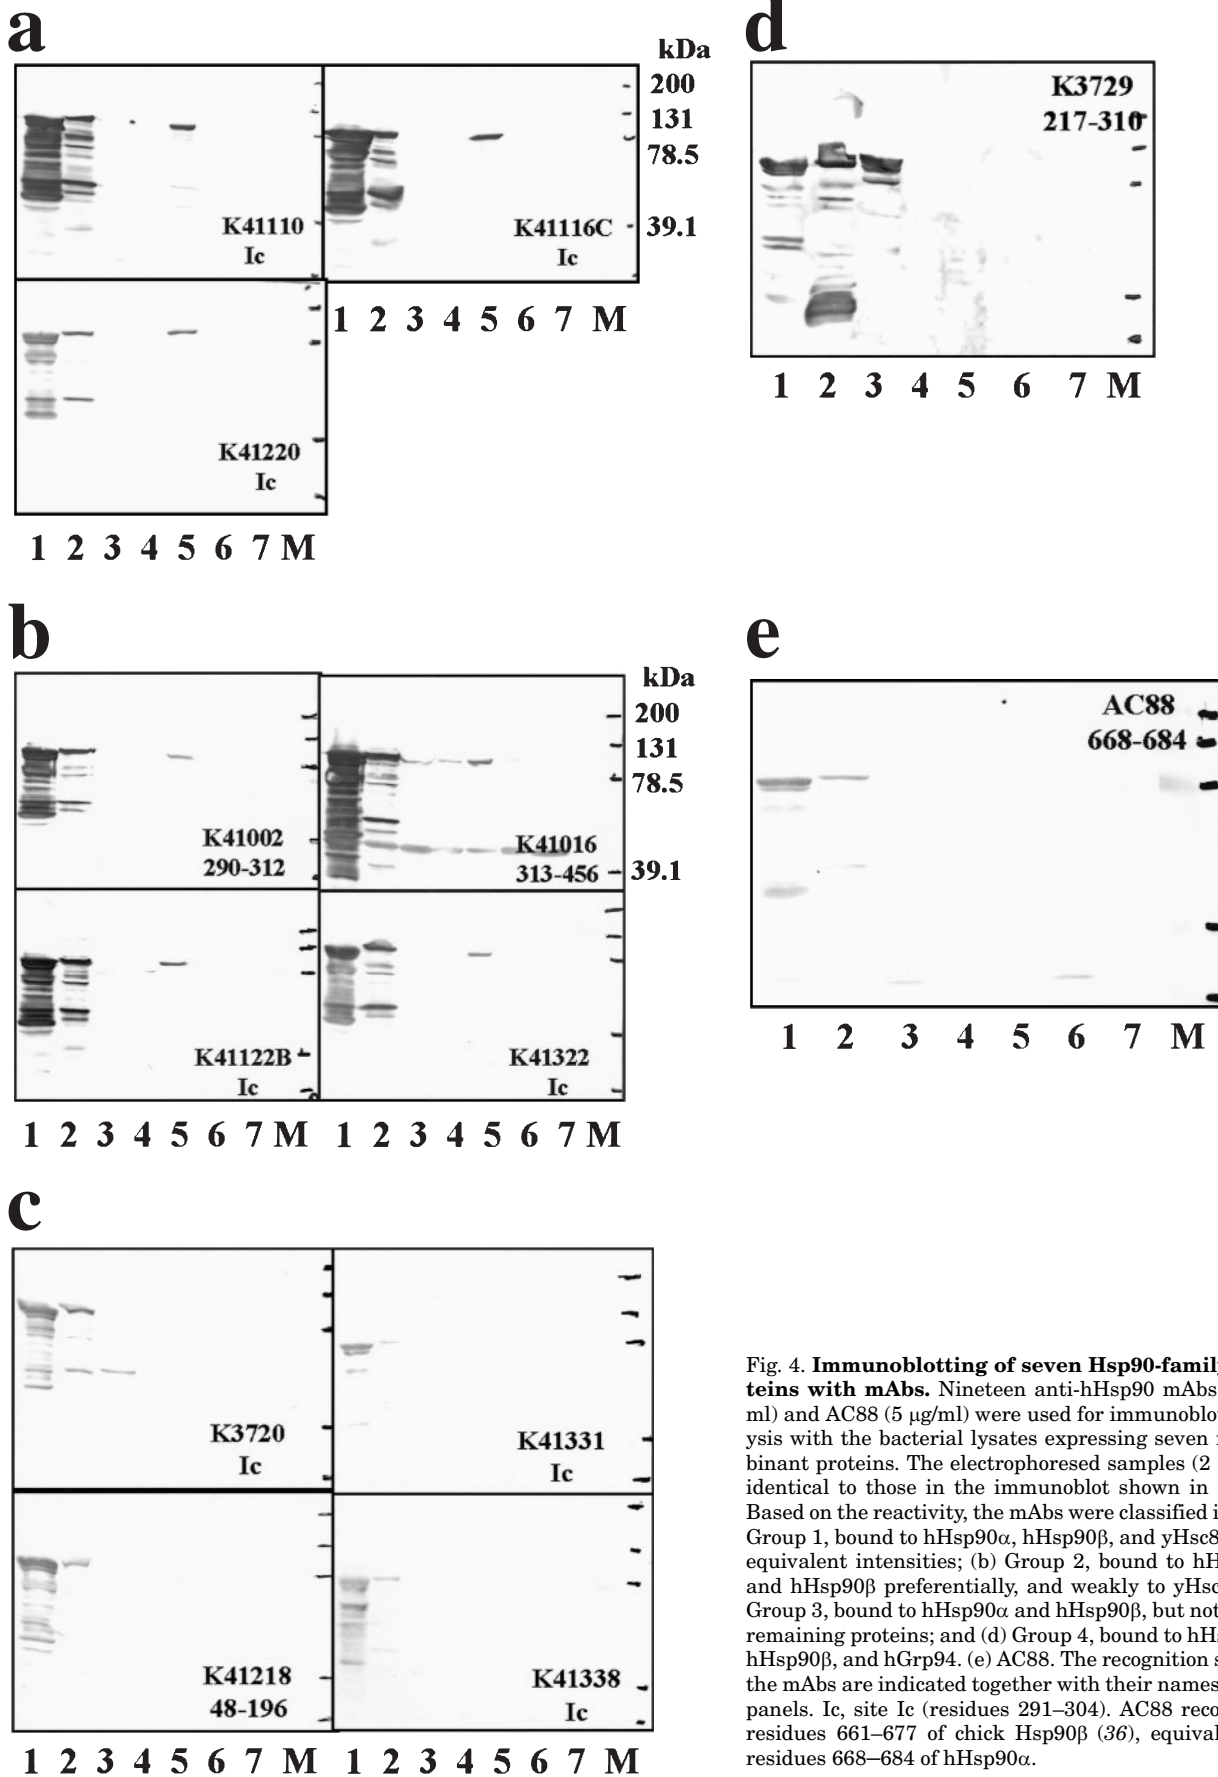 a
kDa
200
131
78.5
39.1
K41110
Ic
K41116C
Ic
1 2 3 4 5 6 7 M
K41220
Ic
1 2 3 4 5 6 7 M
b
kDa
200
131
78.5
39.1
K41002
290-312
K41016
313-456
K41122B
Ic
K41322
Ic
1 2 3 4 5 6 7 M 1 2 3 4 5 6 7 M
c
K3720
Ic
K41331
Ic
K41218
48-196
K41338
Ic
1 2 3 4 5 6 7 M 1 2 3 4 5 6 7 M
d
K3729
217-310
1 2 3 4 5 6 7 M
e
AC88
668-684
1 2 3 4 5 6 7 M
Fig. 4. Immunoblotting of seven Hsp90-family
teins with mAbs. Nineteen anti-hHsp90 mAbs
ml) and AC88 (5 μg/ml) were used for immunoblot
ysis with the bacterial lysates expressing seven
binant proteins. The electrophoresed samples (2
identical to those in the immunoblot shown in
Based on the reactivity, the mAbs were classified i
Group 1, bound to hHsp90α, hHsp90β, and yHsc8
equivalent intensities; (b) Group 2, bound to hH
and hHsp90β preferentially, and weakly to yHsc
Group 3, bound to hHsp90α and hHsp90β, but not
remaining proteins; and (d) Group 4, bound to hHs
hHsp90β, and hGrp94. (e) AC88. The recognition s
the mAbs are indicated together with their names
panels. Ic, site Ic (residues 291–304). AC88 reco
residues 661–677 of chick Hsp90β (36), equival
residues 668–684 of hHsp90α.